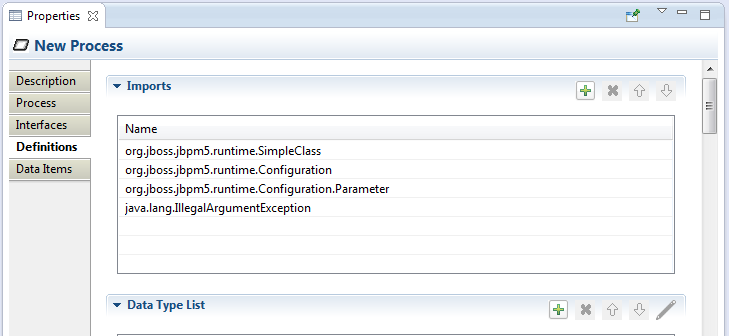 Properties
New Process
Description
Process
Interfaces
Definitions
Data Items
Imports
Name
org.jboss.jbpm5.runtime.SimpleClass
org.jboss.jbpm5.runtime.Configuration
org.jboss.jbpm5.runtime.Configuration.Parameter
java.lang.IllegalArgumentException
Data Type List